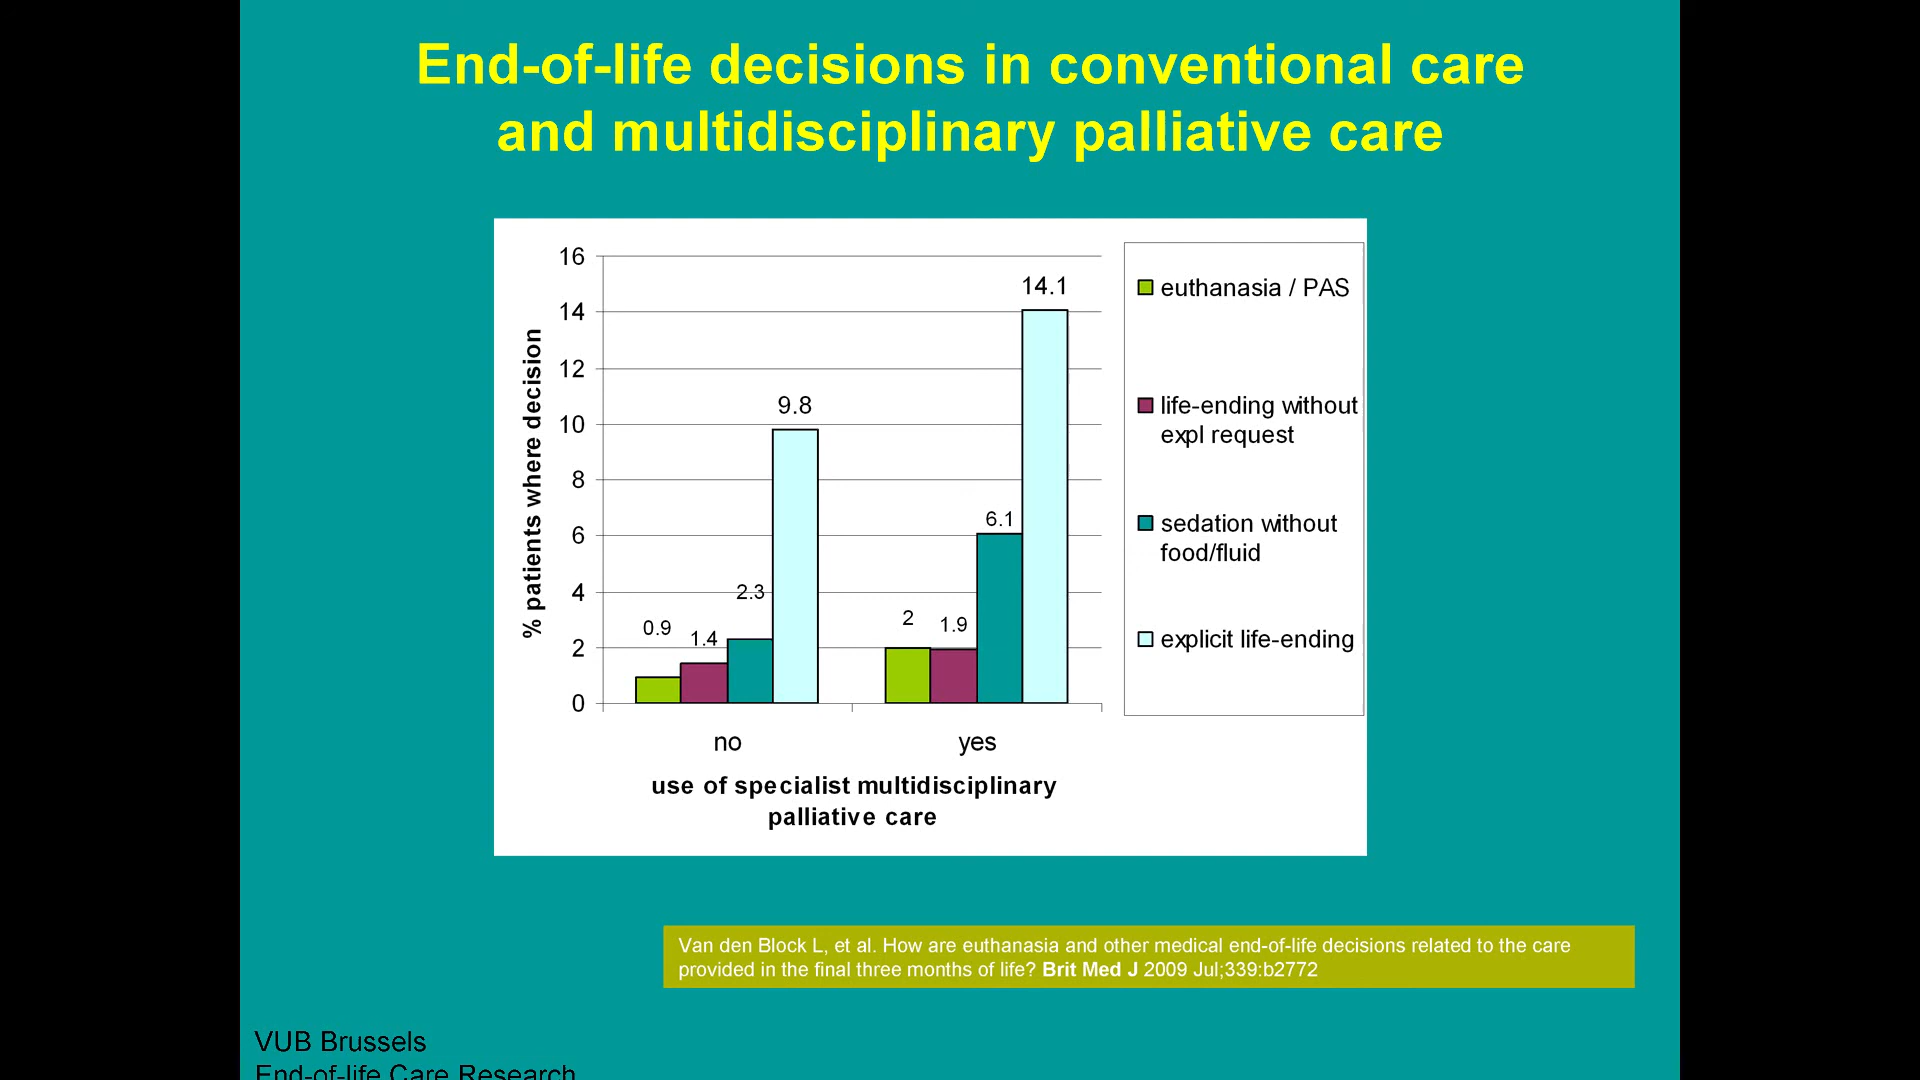 End-of-life decisions in conventional care
and multidisciplinary palliative care
16
14
12
10
8
6
4
2
0
% patients where decision
0.9
1.4
2.3
9.8
2
1.9
6.1
14.1
no
yes
use of specialist multidisciplinary
palliative care
euthanasia / PAS
life-ending without
expl request
sedation without
food/fluid
explicit life-ending
Van den Block L, et al. How are euthanasia and other medical end-of-life decisions related to the care
provided in the final three months of life? Brit Med J 2009 Jul;339:b2772
VUB Brussels
End-of-life Care Research